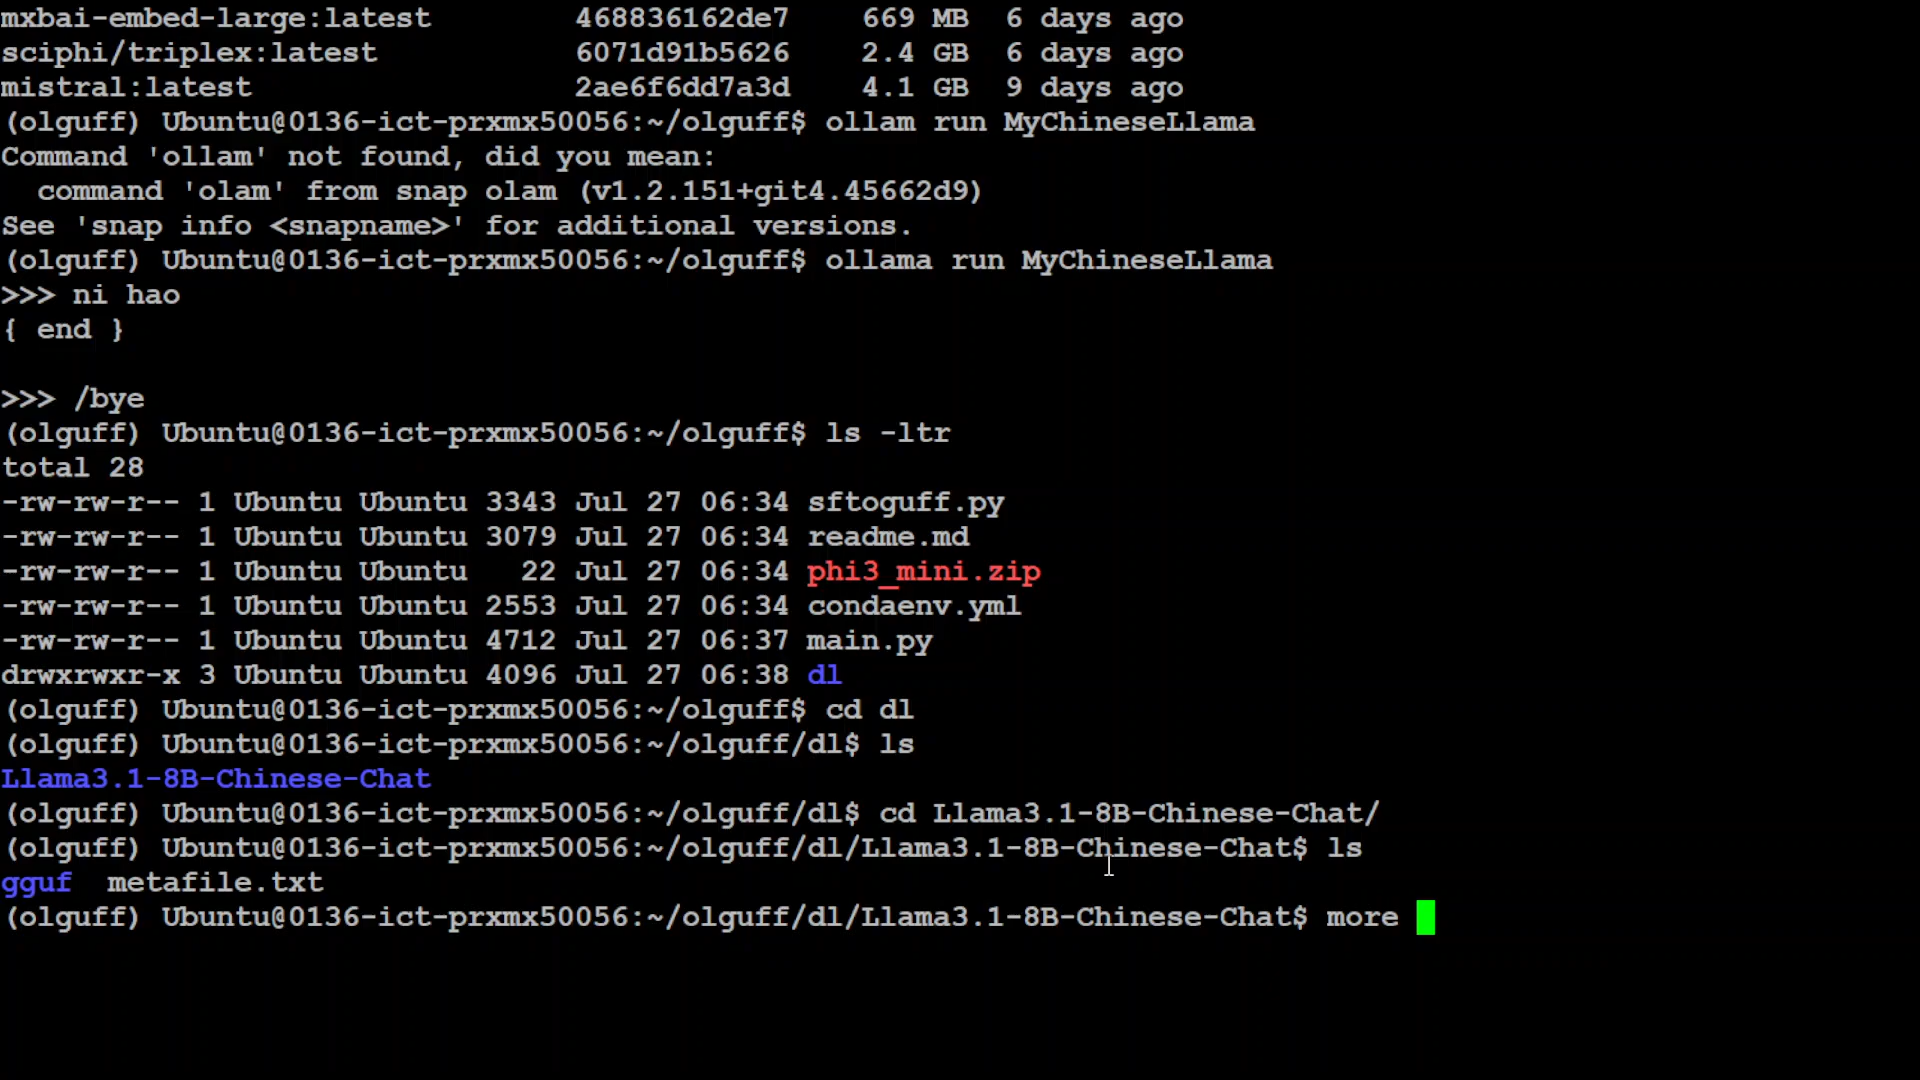 mxbai-embed-large:latest        468836162de7    669 MB  6 days ago
sciphi/triplex:latest           6071d91b5626    2.4 GB  6 days ago
mistral:latest                  2ae6f6dd7a3d    4.1 GB  9 days ago
(olguff) Ubuntu@0136-ict-prxmx50056:~/olguff$ ollam run MyChineseLlama
Command 'ollam' not found, did you mean:
  command 'olam' from snap olam (v1.2.151+git4.45662d9)
See 'snap info <snapname>' for additional versions.
(olguff) Ubuntu@0136-ict-prxmx50056:~/olguff$ ollama run MyChineseLlama
>>> ni hao
{ end }
>>> /bye
(olguff) Ubuntu@0136-ict-prxmx50056:~/olguff$ ls -ltr
total 28
-rw-rw-r-- 1 Ubuntu Ubuntu 3343 Jul 27 06:34 sftoguff.py
-rw-rw-r-- 1 Ubuntu Ubuntu 3079 Jul 27 06:34 readme.md
-rw-rw-r-- 1 Ubuntu Ubuntu   22 Jul 27 06:34 phi3_mini.zip
-rw-rw-r-- 1 Ubuntu Ubuntu 2553 Jul 27 06:34 condaenv.yml
-rw-rw-r-- 1 Ubuntu Ubuntu 4712 Jul 27 06:37 main.py
drwxrwxr-x 3 Ubuntu Ubuntu 4096 Jul 27 06:38 dl
(olguff) Ubuntu@0136-ict-prxmx50056:~/olguff$ cd dl
(olguff) Ubuntu@0136-ict-prxmx50056:~/olguff/dl$ ls
Llama3.1-8B-Chinese-Chat
(olguff) Ubuntu@0136-ict-prxmx50056:~/olguff/dl$ cd Llama3.1-8B-Chinese-Chat/
(olguff) Ubuntu@0136-ict-prxmx50056:~/olguff/dl/Llama3.1-8B-Chinese-Chat$ ls
gguf  metafile.txt
(olguff) Ubuntu@0136-ict-prxmx50056:~/olguff/dl/Llama3.1-8B-Chinese-Chat$ more